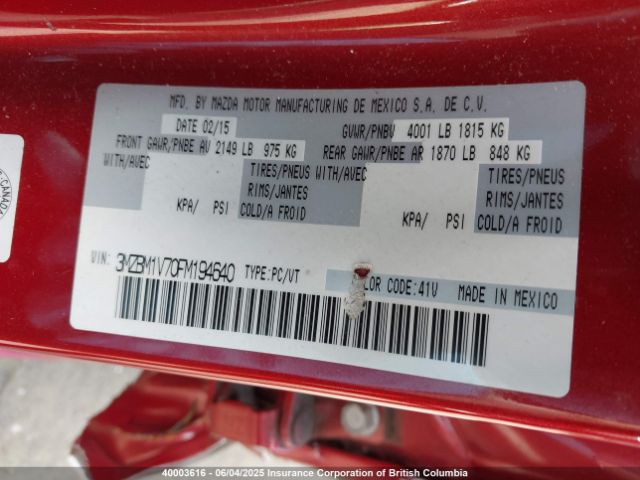 MFD. BY MAZDA MOTOR MANUFACTURING DE MEXICO S.A. DE C.V.
DATE 02/15 GVWR/PNBV 4001 LB 1815 KG
FRONT GAWR/PNBE AV 2149 LB 975 KG REAR GAWR/PNBE AR 1870 LB 848 KG
WITH/AVEC TIRES/PNEUS WITH/AVEC TIRES/PNEUS
RIMS/JANTES RIMS/JANTES
KPA/ PSI COLD/A FROID KPA/ PSI COLD/A FROID
VIN: 3MZBM1V70FM194640 TYPE:PC/VT
COLOR CODE:41V MADE IN MEXICO
CANADA
40003616 - 06/04/2025 Insurance Corporation of British Columbia